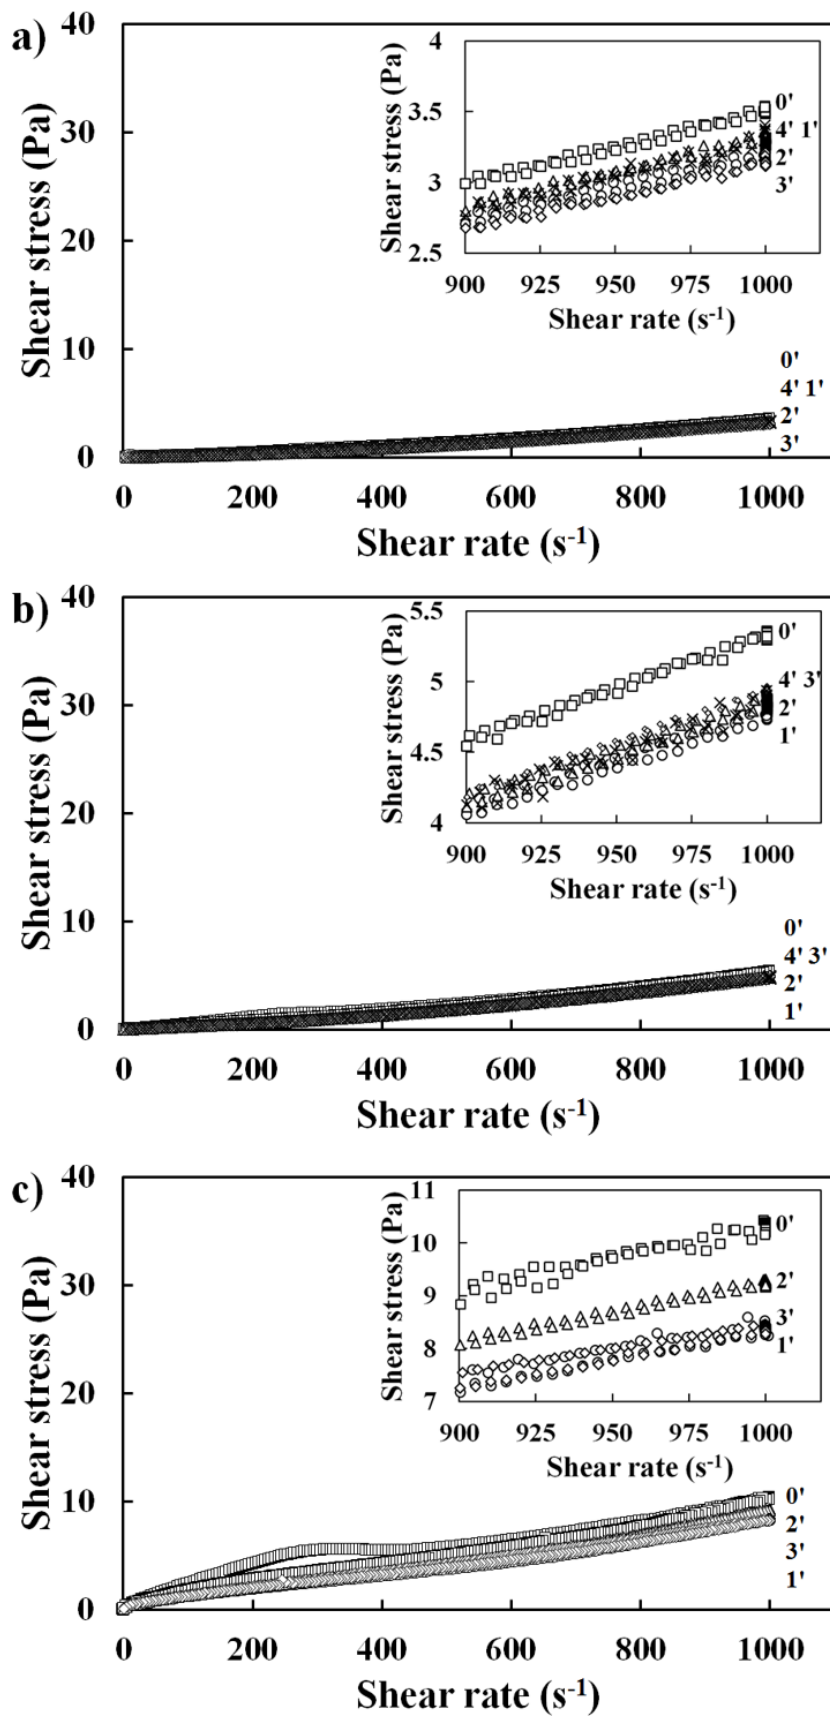 a)
Shear stress (Pa)
40
30
20
10
0
0 200 400 600 800 1000
Shear rate (s-1)
0'
4' 1'
2'
3'
Shear stress (Pa)
4
3.5
3
2.5
900 925 950 975 1000
Shear rate (s-1)
0'
4' 1'
2'
3'
b)
Shear stress (Pa)
40
30
20
10
0
0 200 400 600 800 1000
Shear rate (s-1)
0'
4' 3'
2'
1'
Shear stress (Pa)
5.5
5
4.5
4
900 925 950 975 1000
Shear rate (s-1)
0'
4' 3'
2'
1'
c)
Shear stress (Pa)
40
30
20
10
0
0 200 400 600 800 1000
Shear rate (s-1)
0'
2'
3'
1'
Shear stress (Pa)
11
10
9
8
7
900 925 950 975 1000
Shear rate (s-1)
0'
2'
3'
1'